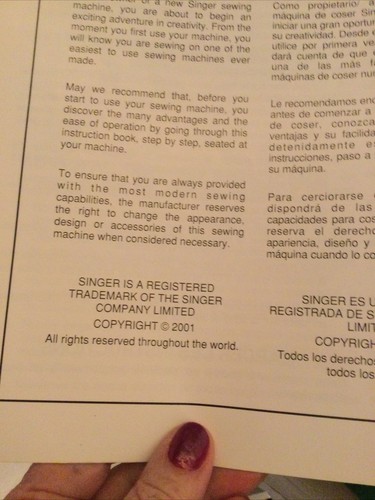 of a new Singer sewing
machine, you are about to begin an
exciting adventure in creativity. From the
moment you first use your machine, you
will know you are sewing on one of the
easiest to use sewing machines ever
made.
May we recommend that, before you
start to use your sewing machine, you
discover the many advantages and the
ease of operation by going through this
instruction book, step by step, seated at
your machine.
To ensure that you are always provided
with the most modern sewing
capabilities, the manufacturer reserves
the right to change the appearance,
design or accessories of this sewing
machine when considered necessary.
SINGER IS A REGISTERED
TRADEMARK OF THE SINGER
COMPANY LIMITED
COPYRIGHT © 2001
All rights reserved throughout the world.
Como propietario
máquina de coser
iniciar una gran
su creatividad. Desde
utilice por primera
dará cuenta de que
una de las más
máquinas de coser
Le recomendamos
antes de comenzar a
de coser,
ventajas y su
detenidamente
instrucciones, paso a
su máquina.
Para cerciorarse
dispondrá de las
capacidades para
reserva el derecho
apariencia, diseño y
máquina cuando lo
SINGER ES
REGISTRADA DE
Todos los
todos los